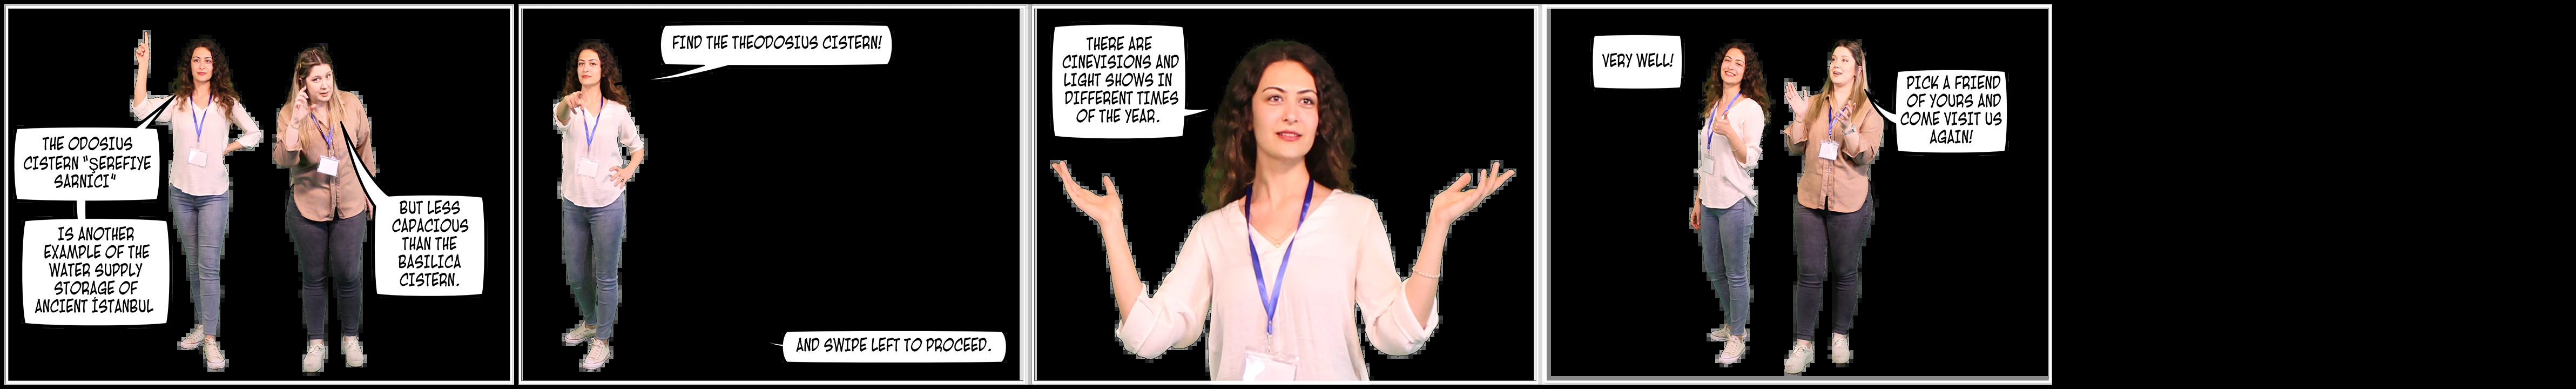 THE ODOSIUS
CISTERN "ŞEREFIYE
SARNICI"
IS ANOTHER
EXAMPLE OF THE
WATER SUPPLY
STORAGE OF
ANCIENT İSTANBUL
BUT LESS
CAPACIOUS
THAN THE
BASILICA
CISTERN.
FIND THE THEODOSIUS CISTERN!
AND SWIPE LEFT TO PROCEED.
THERE ARE
CINEVISIONS AND
LIGHT SHOWS IN
DIFFERENT TIMES
OF THE YEAR.
VERY WELL!
PICK A FRIEND
OF YOURS AND
COME VISIT US
AGAIN!